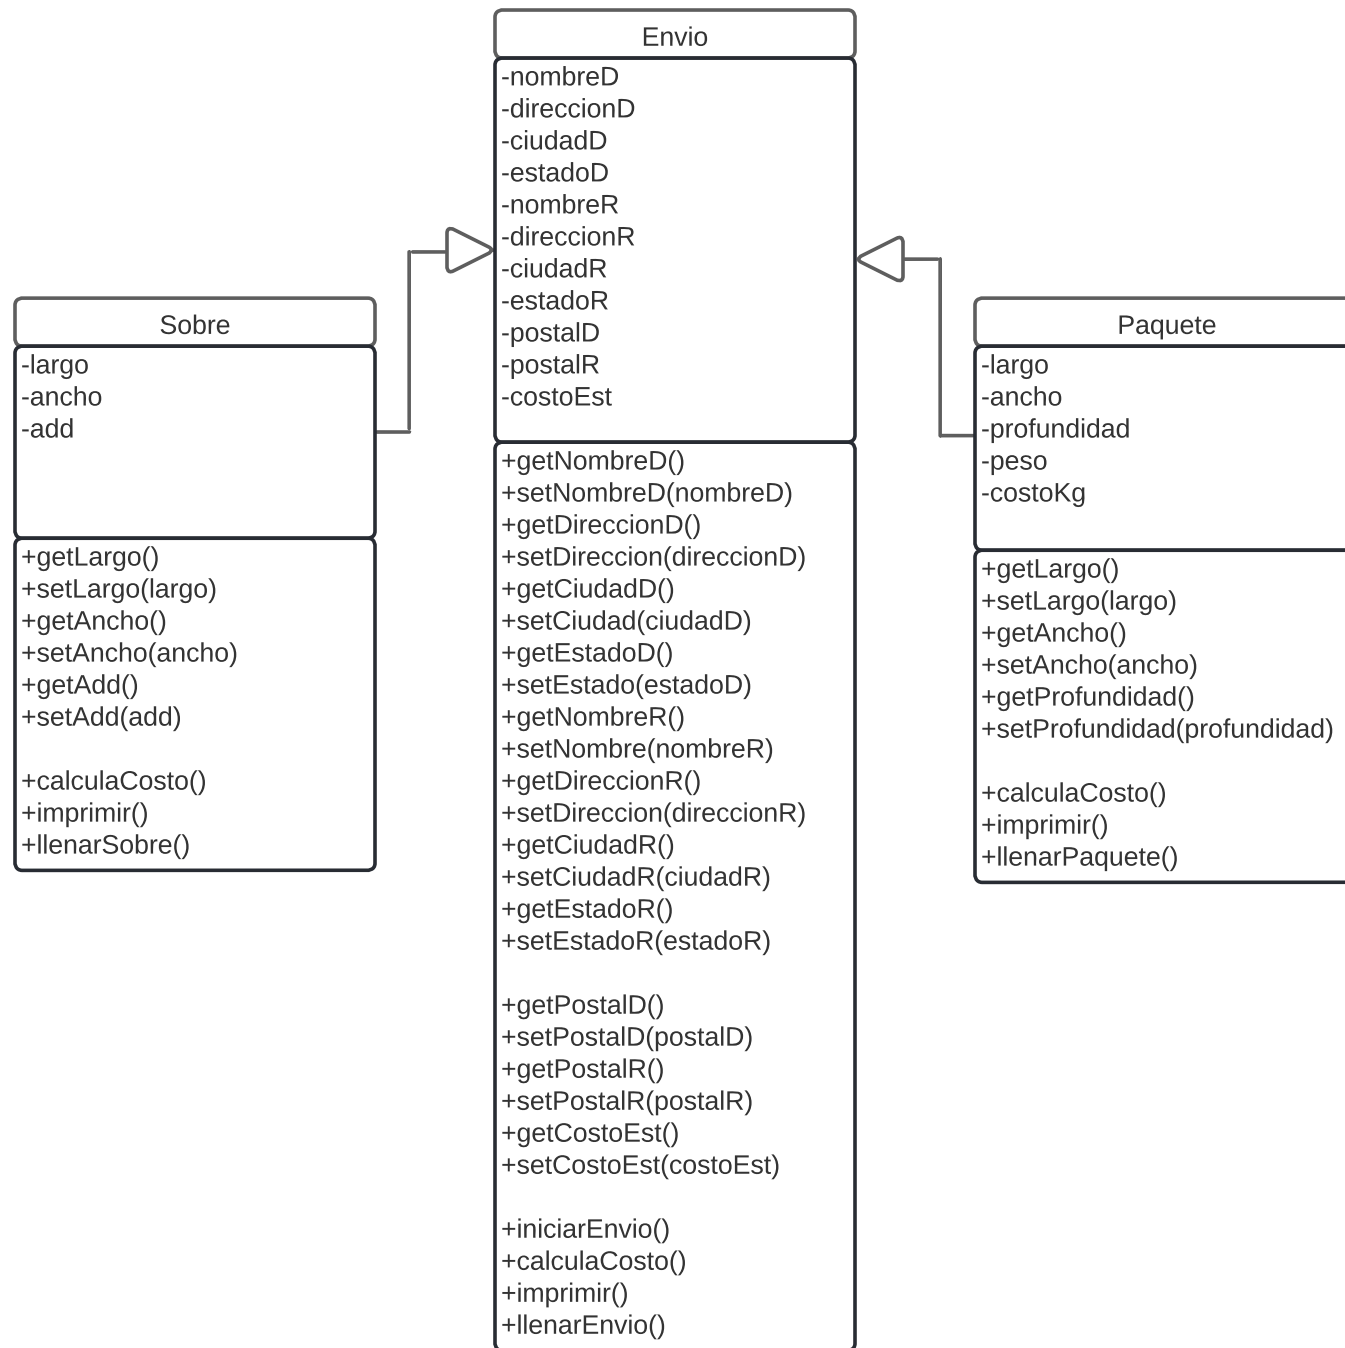 Envio
-nombreD
-direccionD
-ciudadD
-estadoD
-nombreR
-direccionR
-ciudadR
-estadoR
-postalD
-postalR
-costoEst
+getNombreD()
+setNombreD(nombreD)
+getDireccionD()
+setDireccion(direccionD)
+getCiudadD()
+setCiudad(ciudadD)
+getEstadoD()
+setEstado(estadoD)
+getNombreR()
+setNombre(nombreR)
+getDireccionR()
+setDireccion(direccionR)
+getCiudadR()
+setCiudadR(ciudadR)
+getEstadoR()
+setEstadoR(estadoR)
+getPostalD()
+setPostalD(postalD)
+getPostalR()
+setPostalR(postalR)
+getCostoEst()
+setCostoEst(costoEst)
+iniciarEnvio()
+calculaCosto()
+imprimir()
+llenarEnvio()
Sobre
-largo
-ancho
-add
+getLargo()
+setLargo(largo)
+getAncho()
+setAncho(ancho)
+getAdd()
+setAdd(add)
+calculaCosto()
+imprimir()
+llenarSobre()
Paquete
-largo
-ancho
-profundidad
-peso
-costoKg
+getLargo()
+setLargo(largo)
+getAncho()
+setAncho(ancho)
+getProfundidad()
+setProfundidad(profundidad)
+calculaCosto()
+imprimir()
+llenarPaquete()